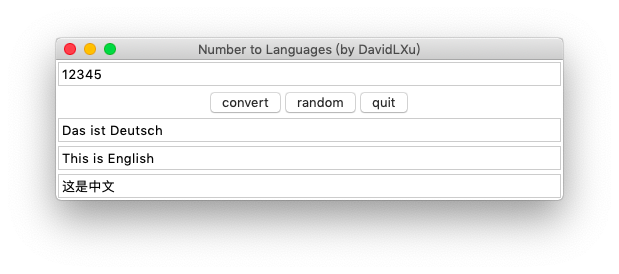 Number to Languages (by DavidLXu)
12345
convert random quit
Das ist Deutsch
This is English
这是中文